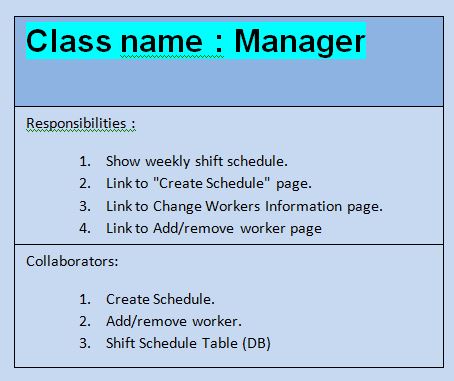 Class name : Manager
Responsibilities :
1. Show weekly shift schedule.
2. Link to "Create Schedule" page.
3. Link to Change Workers Information page.
4. Link to Add/remove worker page
Collaborators:
1. Create Schedule.
2. Add/remove worker.
3. Shift Schedule Table (DB)